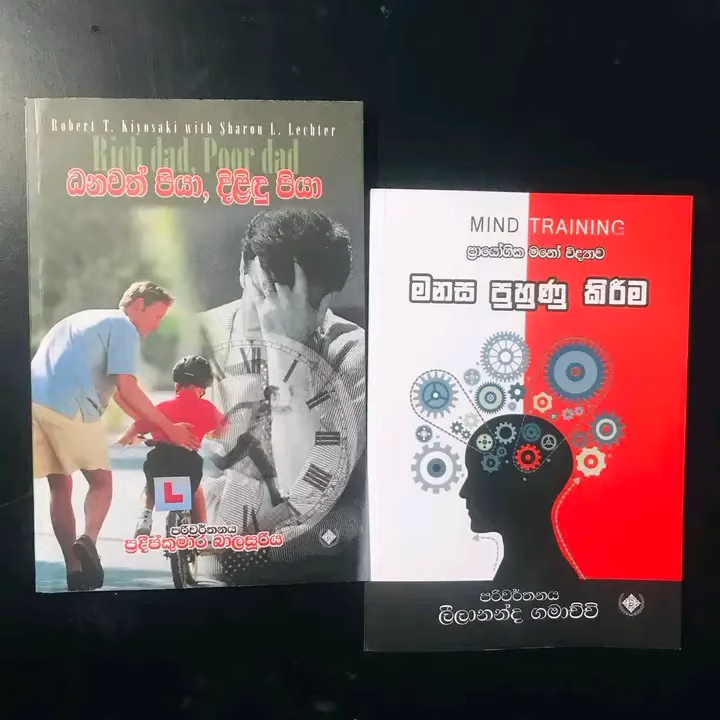 Robert T. Kiyosaki with Sharon L. Lechter
Rich dad, Poor dad
ධනවත් පියා, දිළිඳු පියා
L
පරිවර්තනය
ප්‍රදීප්කුමාර බාලසූරිය
MIND TRAINING
ප්‍රායෝගික මනෝ විද්‍යාව
මනස පුහුණු කිරීම
පරිවර්තනය
ලීලානන්ද ගමාච්චි